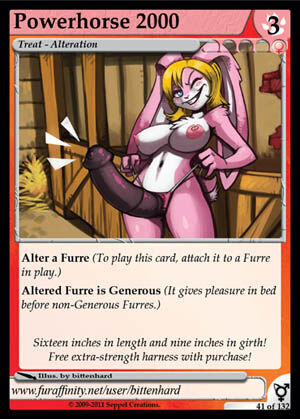 Powerhorse 2000
3
Treat - Alteration
Alter a Furre (To play this card, attach it to a Furre
in play.)
Altered Furre is Generous (It gives pleasure in bed
before non-Generous Furres.)
Sixteen inches in length and nine inches in girth!
Free extra-strength harness with purchase!
Illus. by bittenhard
www.furaffinity.net/user/bittenhard
© 2009-2011 Seppel Creations.
41 of 132